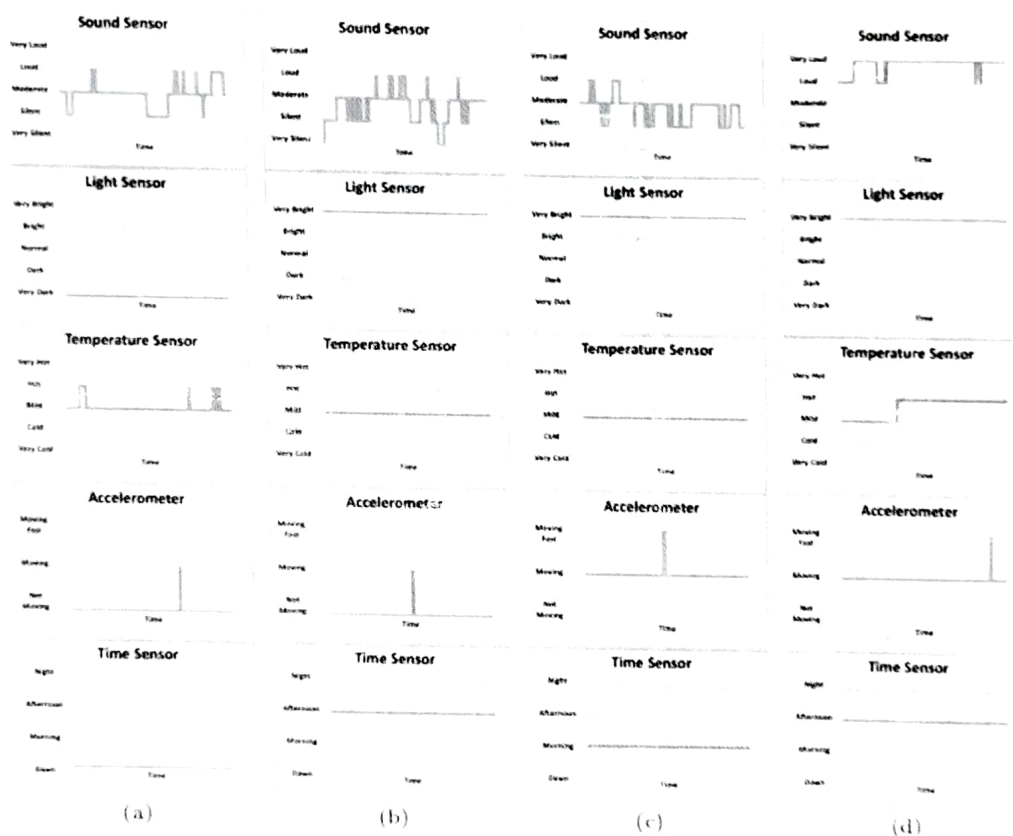 Sound Sensor
Very Loud
Loud
Moderate
Silent
Very Silent
Time
Light Sensor
Very Bright
Bright
Normal
Dark
Very Dark
Time
Temperature Sensor
Very Hot
Hot
Mild
Cold
Very Cold
Time
Accelerometer
Moving
Fast
Moving
Not
Moving
Time
Time Sensor
Night
Afternoon
Morning
Dawn
Time
(a)
Sound Sensor
Very Loud
Loud
Moderate
Silent
Very Silent
Time
Light Sensor
Very Bright
Bright
Normal
Dark
Very Dark
Time
Temperature Sensor
Very Hot
Hot
Mild
Cold
Very Cold
Time
Accelerometer
Moving
Fast
Moving
Not
Moving
Time
Time Sensor
Night
Afternoon
Morning
Dawn
Time
(b)
Sound Sensor
Very Loud
Loud
Moderate
Silent
Very Silent
Time
Light Sensor
Very Bright
Bright
Normal
Dark
Very Dark
Time
Temperature Sensor
Very Hot
Hot
Mild
Cold
Very Cold
Time
Accelerometer
Moving
Fast
Moving
Not
Moving
Time
Time Sensor
Night
Afternoon
Morning
Dawn
Time
(c)
Sound Sensor
Very Loud
Loud
Moderate
Silent
Very Silent
Time
Light Sensor
Very Bright
Bright
Normal
Dark
Very Dark
Time
Temperature Sensor
Very Hot
Hot
Mild
Cold
Very Cold
Time
Accelerometer
Moving
Fast
Moving
Not
Moving
Time
Time Sensor
Night
Afternoon
Morning
Dawn
Time
(d)